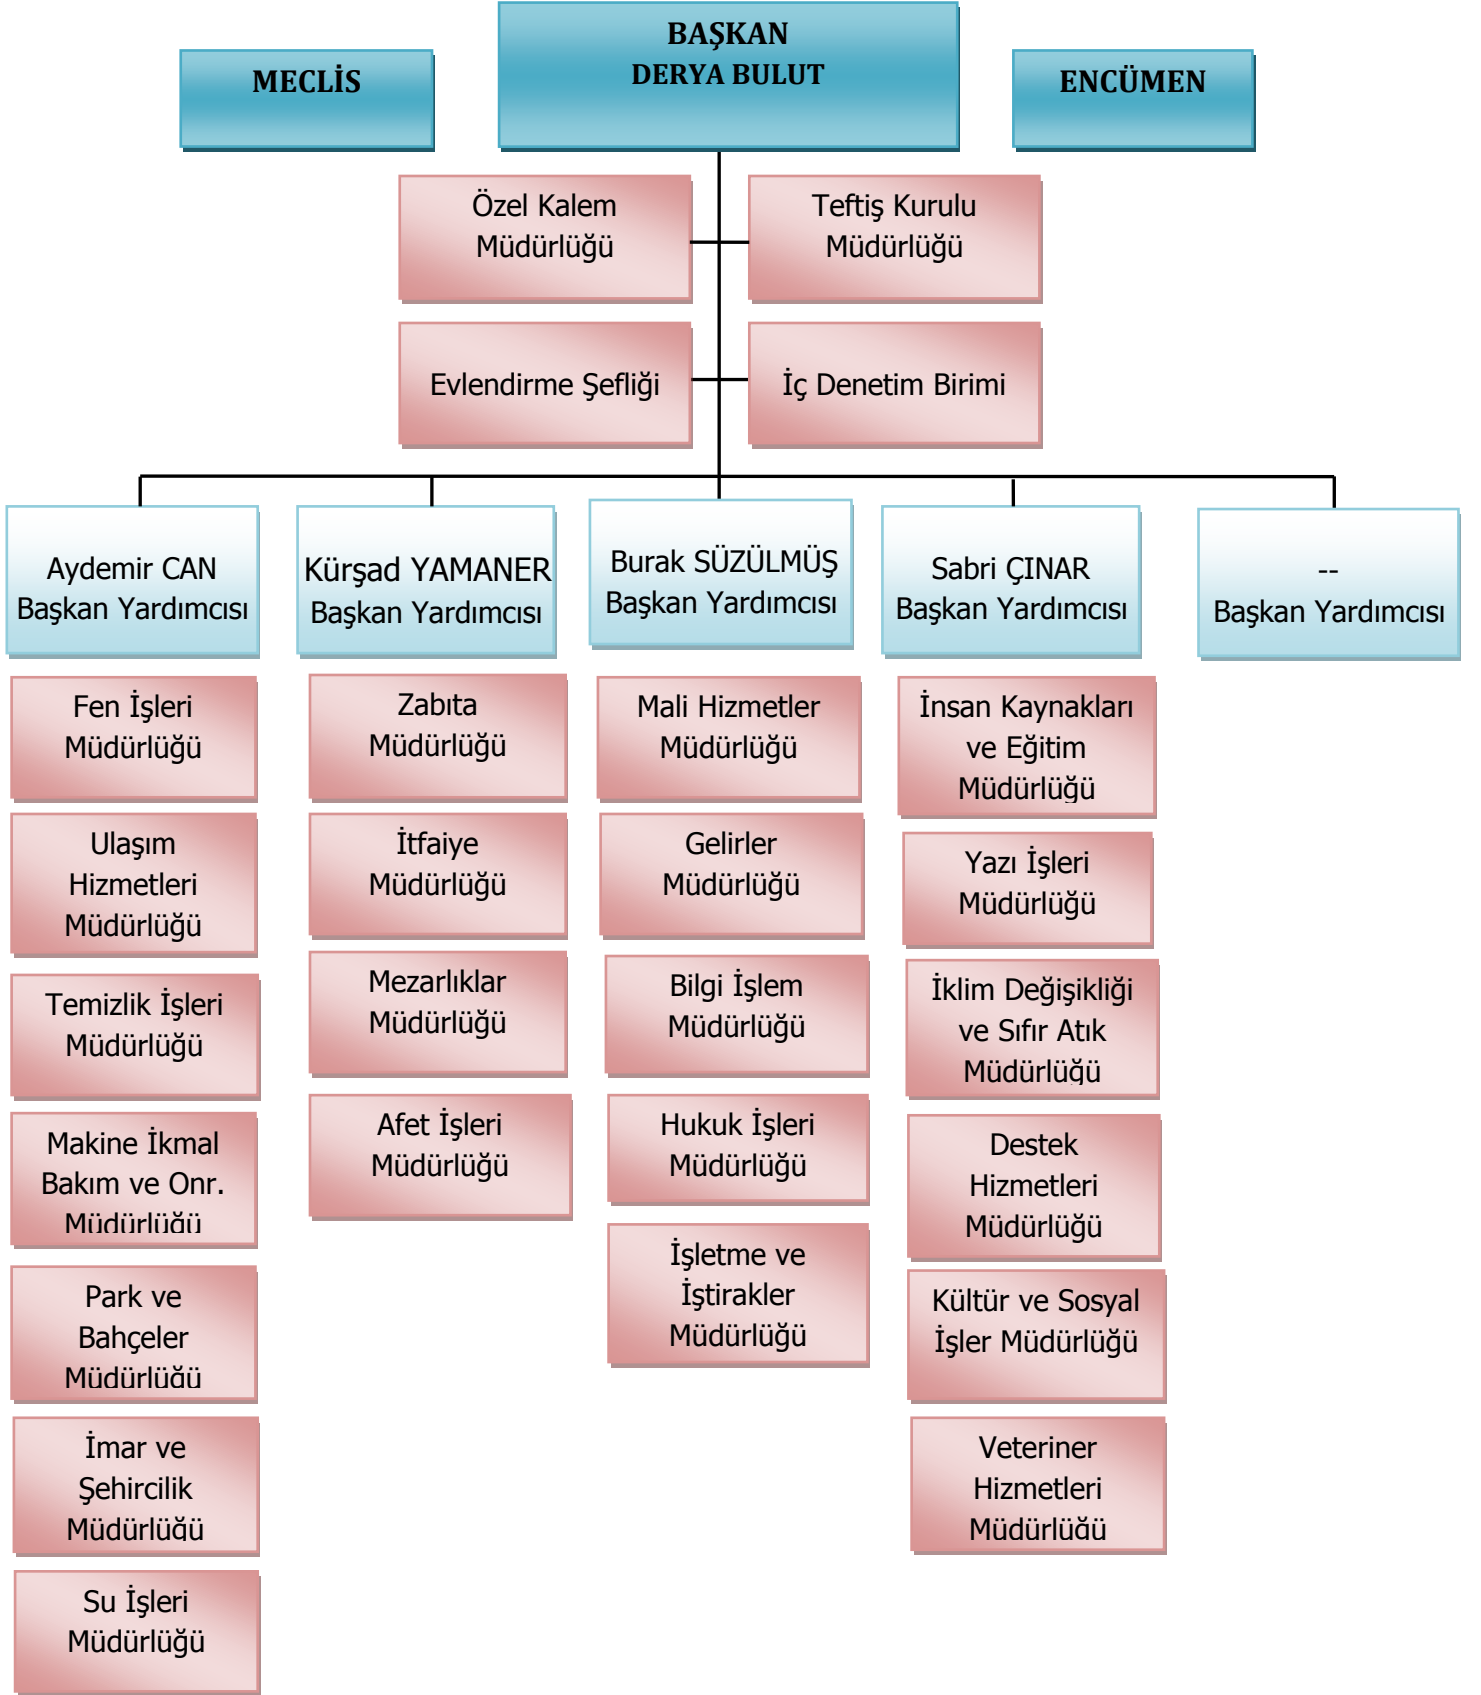 BAŞKAN
DERYA BULUT
MECLİS
ENCÜMEN
Özel Kalem
Müdürlüğü
Teftiş Kurulu
Müdürlüğü
Evlendirme Şefliği
İç Denetim Birimi
Aydemir CAN
Başkan Yardımcısı
Kürşad YAMANER
Başkan Yardımcısı
Burak SÜZÜLMÜŞ
Başkan Yardımcısı
Sabri ÇINAR
Başkan Yardımcısı
--
Başkan Yardımcısı
Fen İşleri
Müdürlüğü
Ulaşım
Hizmetleri
Müdürlüğü
Temizlik İşleri
Müdürlüğü
Makine İkmal
Bakım ve Onr.
Müdürlüğü
Park ve
Bahçeler
Müdürlüğü
İmar ve
Şehircilik
Müdürlüğü
Su İşleri
Müdürlüğü
Zabıta
Müdürlüğü
İtfaiye
Müdürlüğü
Mezarlıklar
Müdürlüğü
Afet İşleri
Müdürlüğü
Mali Hizmetler
Müdürlüğü
Gelirler
Müdürlüğü
Bilgi İşlem
Müdürlüğü
Hukuk İşleri
Müdürlüğü
İşletme ve
İştirakler
Müdürlüğü
İnsan Kaynakları
ve Eğitim
Müdürlüğü
Yazı İşleri
Müdürlüğü
İklim Değişikliği
ve Sıfır Atık
Müdürlüğü
Destek
Hizmetleri
Müdürlüğü
Kültür ve Sosyal
İşler Müdürlüğü
Veteriner
Hizmetleri
Müdürlüğü